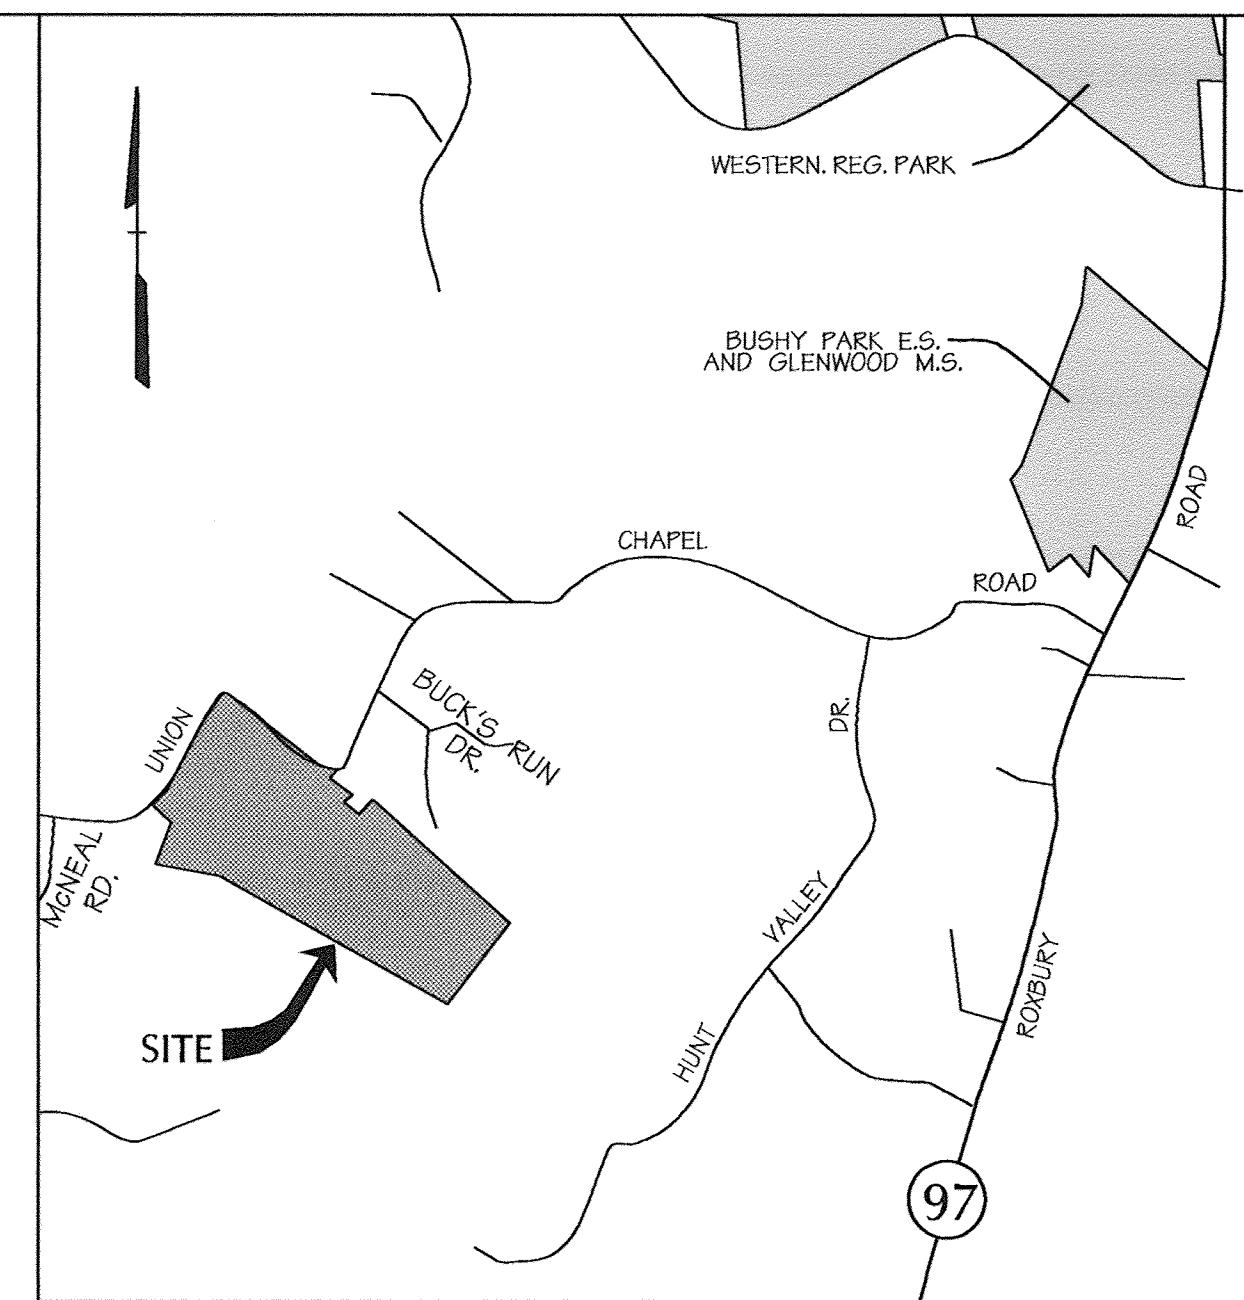 WESTERN. REG. PARK
BUSHY PARK E.S.
AND GLENWOOD M.S.
ROAD
CHAPEL
ROAD
BUCK'S RUN
DR.
DR.
UNION
McNEAL
RD.
VALLEY
ROXBURY
SITE
HUNT
97